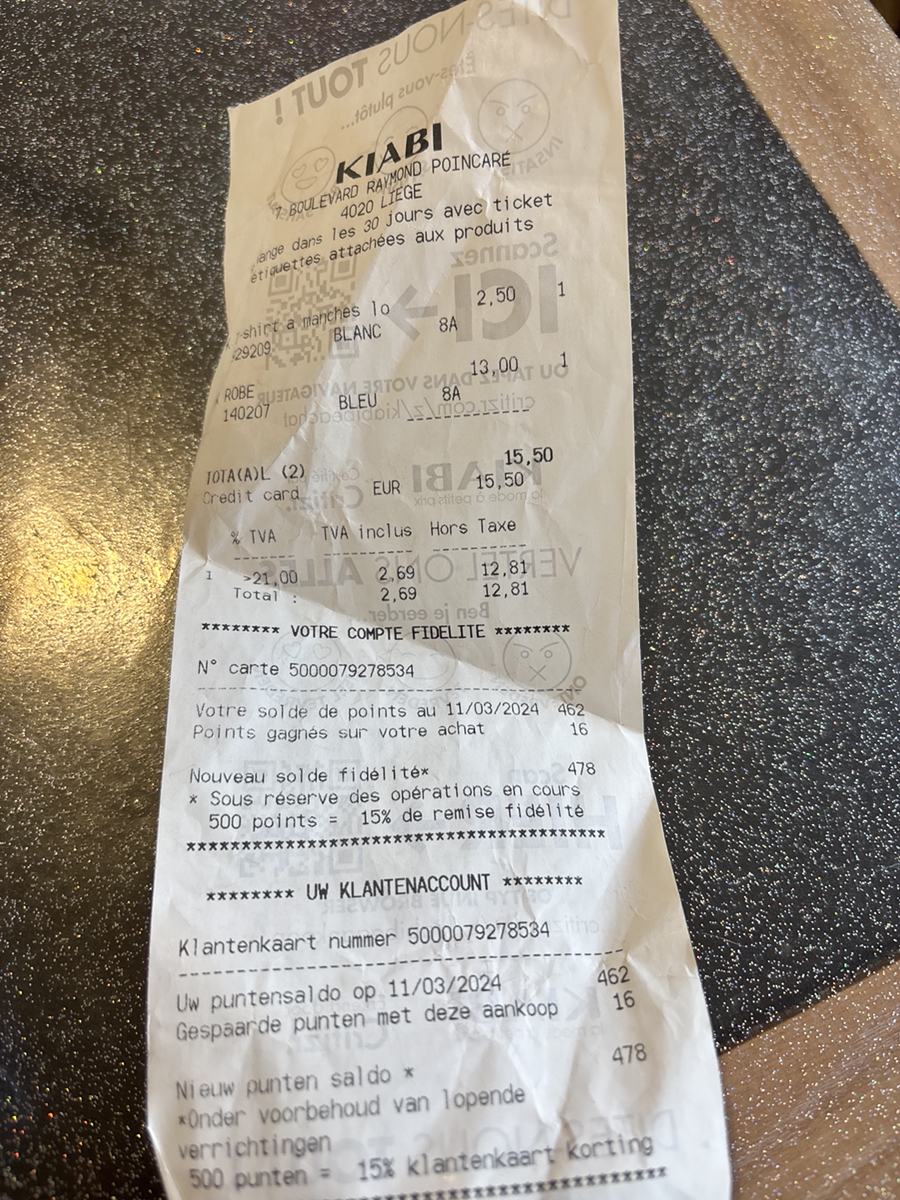 KIABI
7 BOULEVARD RAYMOND POINCARÉ
4020 LIEGE
ange dans les 30 jours avec ticket
étiquettes attachées aux produits
-shirt a manches lo 2,50 1
29209 BLANC 8A
ROBE 13,00 1
140207 BLEU 8A
TOTA(A)L (2) 15,50
Credit card EUR 15,50
% TVA TVA inclus Hors Taxe
1 >21,00 2,69 12,81
Total : 2,69 12,81
******** VOTRE COMPTE FIDELITE ********
N° carte 5000079278534
Votre solde de points au 11/03/2024 462
Points gagnés sur votre achat 16
Nouveau solde fidélité* 478
* Sous réserve des opérations en cours
500 points = 15% de remise fidélité
****************************************
******** UW KLANTENACCOUNT ********
Klantenkaart nummer 5000079278534
Uw puntensaldo op 11/03/2024 462
Gespaarde punten met deze aankoop 16
Nieuw punten saldo * 478
*Onder voorbehoud van lopende
verrichtingen
500 punten = 15% klantenkaart korting
****************************************